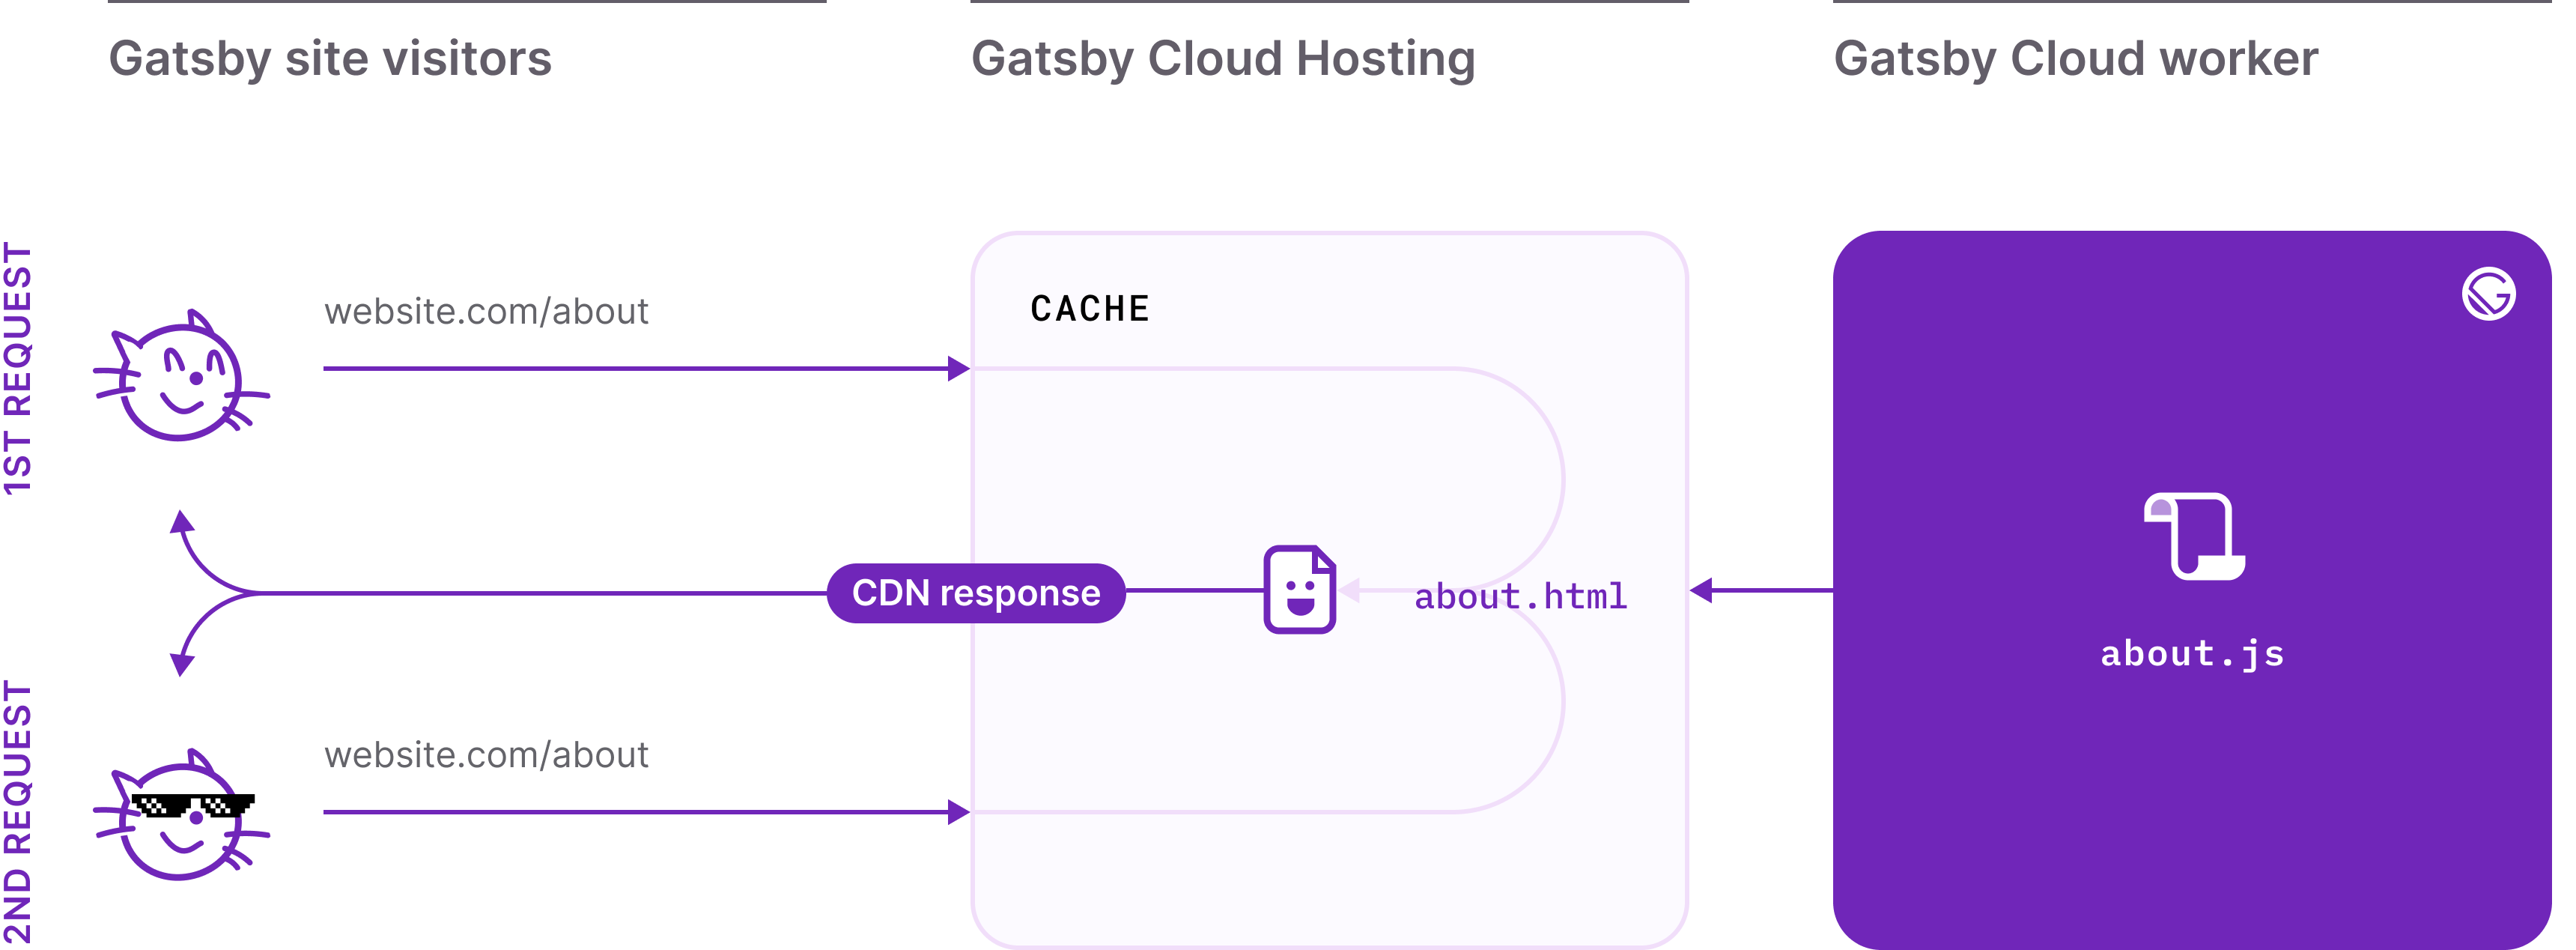 Gatsby site visitors
Gatsby Cloud Hosting
Gatsby Cloud worker
1ST REQUEST
website.com/about
CACHE
CDN response
about.html
about.js
2ND REQUEST
website.com/about